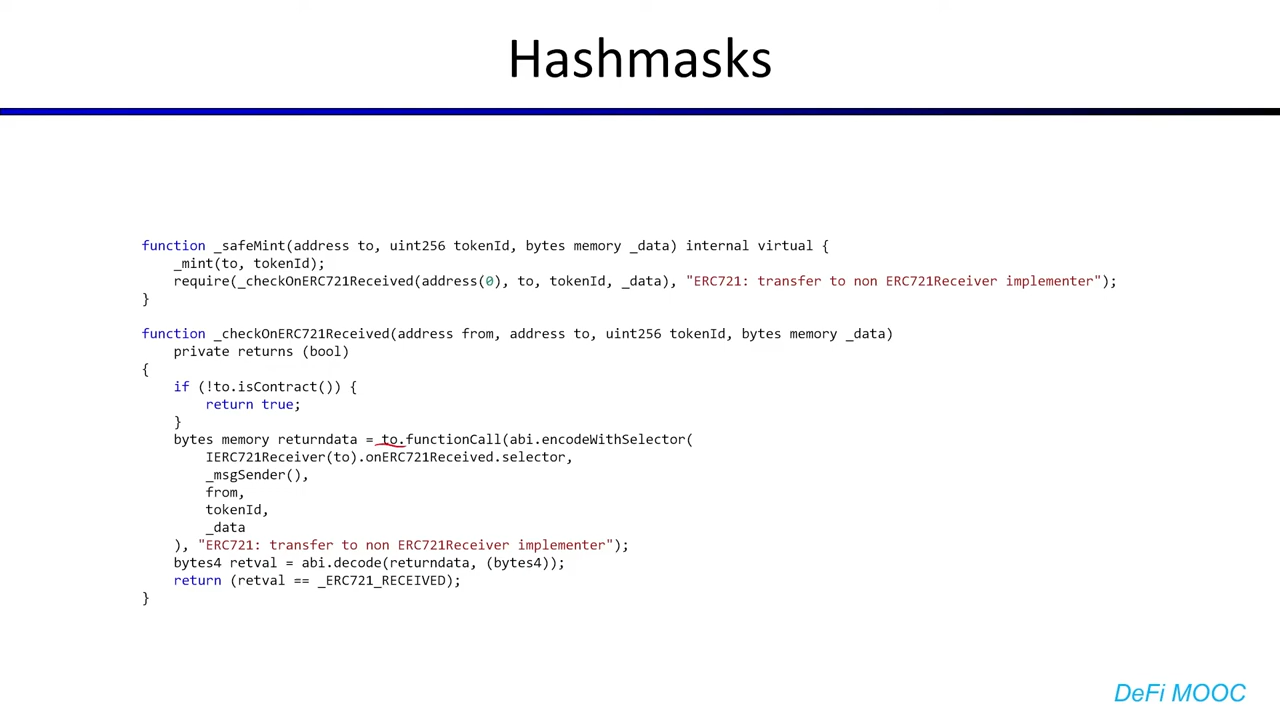 Hashmasks
function _safeMint(address to, uint256 tokenId, bytes memory _data) internal virtual {
    _mint(to, tokenId);
    require(_checkOnERC721Received(address(0), to, tokenId, _data), "ERC721: transfer to non ERC721Receiver implementer");
}
function _checkOnERC721Received(address from, address to, uint256 tokenId, bytes memory _data)
    private returns (bool)
{
    if (!to.isContract()) {
        return true;
    }
    bytes memory returndata = to.functionCall(abi.encodeWithSelector(
        IERC721Receiver(to).onERC721Received.selector,
        _msgSender(),
        from,
        tokenId,
        _data
    ), "ERC721: transfer to non ERC721Receiver implementer");
    bytes4 retval = abi.decode(returndata, (bytes4));
    return (retval == _ERC721_RECEIVED);
}
DeFi MOOC